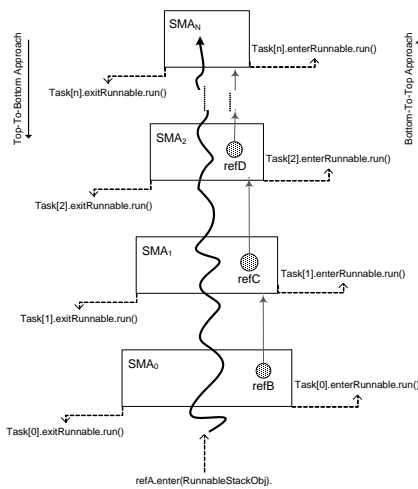 Top-To-Bottom Approach
Bottom-To-Top Approach
SMAN
Task[n].enterRunnable.run()
Task[n].exitRunnable.run()
SMA2
refD
Task[2].enterRunnable.run()
Task[2].exitRunnable.run()
SMA1
refC
Task[1].enterRunnable.run()
Task[1].exitRunnable.run()
SMA0
refB
Task[0].enterRunnable.run()
Task[0].exitRunnable.run()
refA.enter(RunnableStackObj).